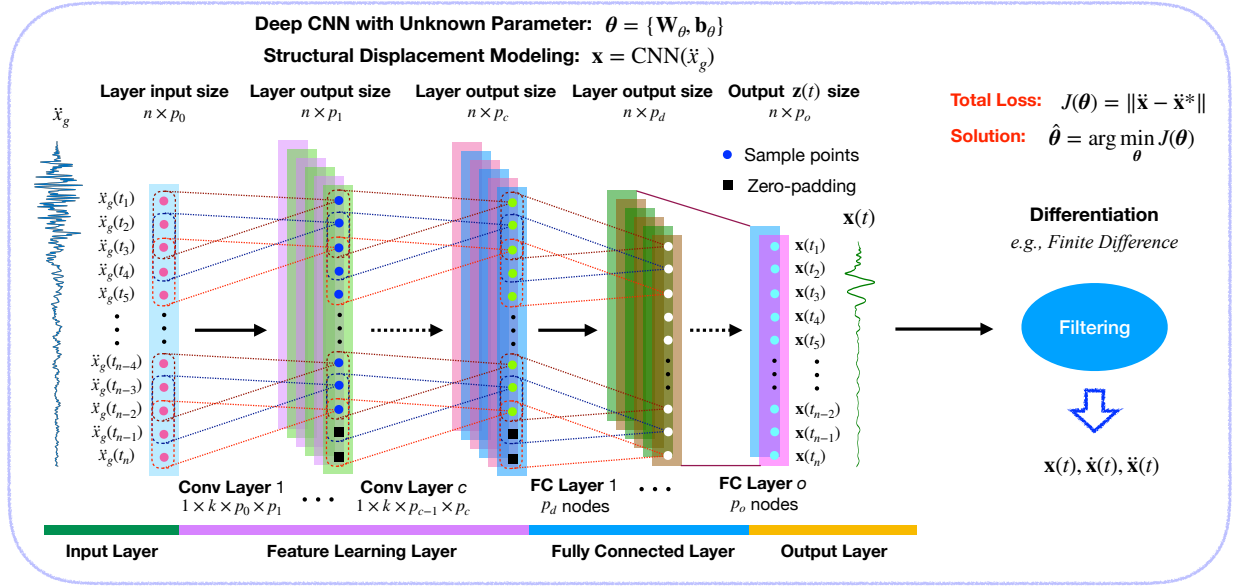 Deep CNN with Unknown Parameter: θ = {W_θ, b_θ}
Structural Displacement Modeling: x = CNN(ẍ_g)
Layer input size
n × p_0
Layer output size
n × p_1
Layer output size
n × p_c
Layer output size
n × p_d
Output z(t) size
n × p_o
Total Loss: J(θ) = ‖ẍ − ẍ*‖
Solution: θ̂ = arg min_θ J(θ)
ẍ_g
Sample points
Zero-padding
ẍ_g(t_1)
ẍ_g(t_2)
ẍ_g(t_3)
ẍ_g(t_4)
ẍ_g(t_5)
ẍ_g(t_{n−4})
ẍ_g(t_{n−3})
ẍ_g(t_{n−2})
ẍ_g(t_{n−1})
ẍ_g(t_n)
x(t)
x(t_1)
x(t_2)
x(t_3)
x(t_4)
x(t_5)
x(t_{n−2})
x(t_{n−1})
x(t_n)
Differentiation
e.g., Finite Difference
Filtering
x(t), ẋ(t), ẍ(t)
Conv Layer 1
1 × k × p_0 × p_1
Conv Layer c
1 × k × p_{c−1} × p_c
FC Layer 1
p_d nodes
FC Layer o
p_o nodes
Input Layer
Feature Learning Layer
Fully Connected Layer
Output Layer